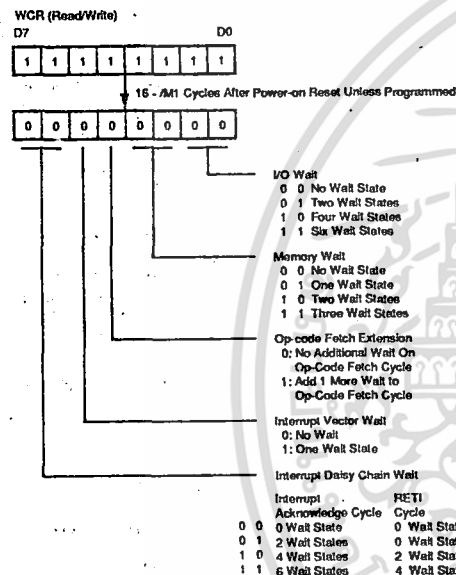 WCR (Read/Write)
D7 D0
1 1 1 1 1 1 1 1
16 - /M1 Cycles After Power-on Reset Unless Programmed
0 0 0 0 0 0 0 0
I/O Wait
0 0 No Wait State
0 1 Two Wait States
1 0 Four Wait States
1 1 Six Wait States
Memory Wait
0 0 No Wait State
0 1 One Wait State
1 0 Two Wait States
1 1 Three Wait States
Op-code Fetch Extension
0: No Additional Wait On
Op-Code Fetch Cycle
1: Add 1 More Wait to
Op-Code Fetch Cycle
Interrupt Vector Wait
0: No Wait
1: One Wait State
Interrupt Daisy Chain Wait
Interrupt RETI
Acknowledge Cycle Cycle
0 0 0 Wait State 0 Wait Stat
0 1 2 Wait States 0 Wait Stat
1 0 4 Wait States 2 Wait Stat
1 1 6 Wait States 4 Wait Stat